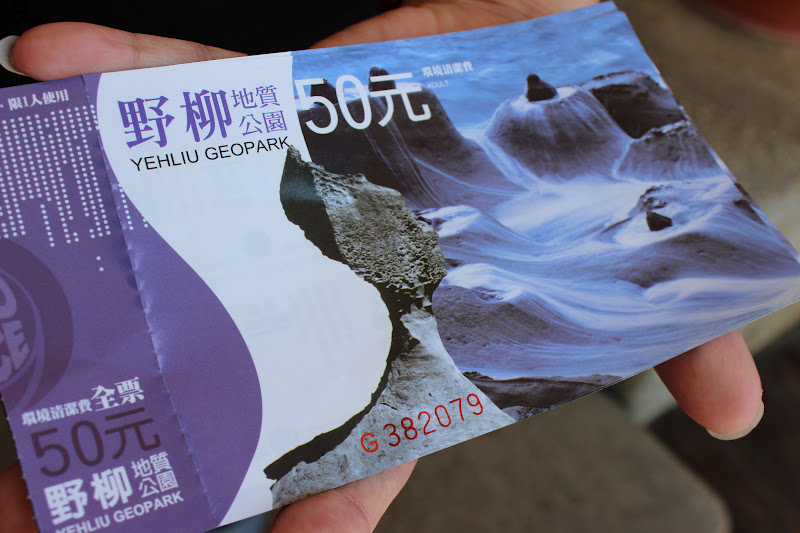 限1人使用
環境清潔費全票
50元
野柳地質公園
YEHLIU GEOPARK
野柳地質公園
YEHLIU GEOPARK
50元 環境清潔費
ADULT
G 382079